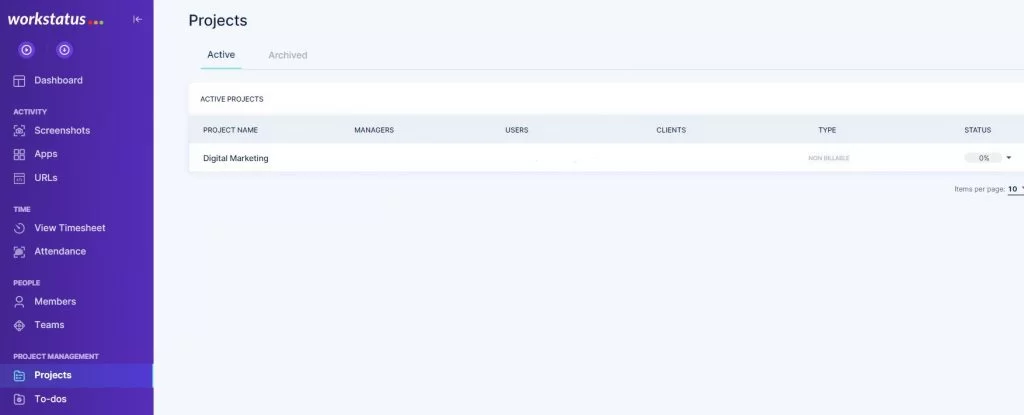 workstatus
Dashboard
ACTIVITY
Screenshots
Apps
URLs
TIME
View Timesheet
Attendance
PEOPLE
Members
Teams
PROJECT MANAGEMENT
Projects
To-dos
Projects
Active Archived
ACTIVE PROJECTS
PROJECT NAME MANAGERS USERS CLIENTS TYPE STATUS
Digital Marketing NON BILLABLE 0%
Items per page: 10